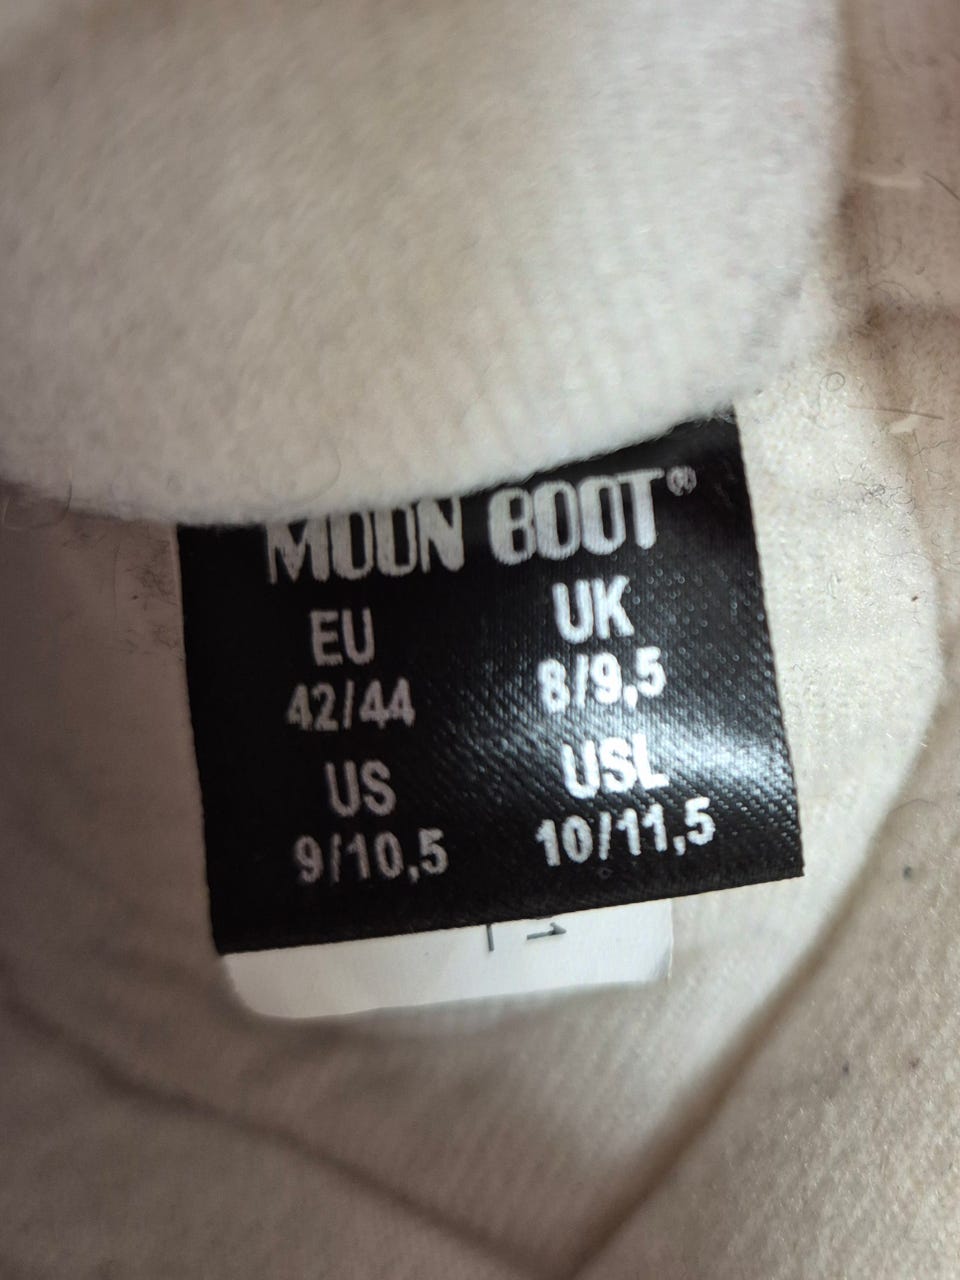 MOON BOOT®
EU UK
42/44 8/9,5
US USL
9/10,5 10/11,5